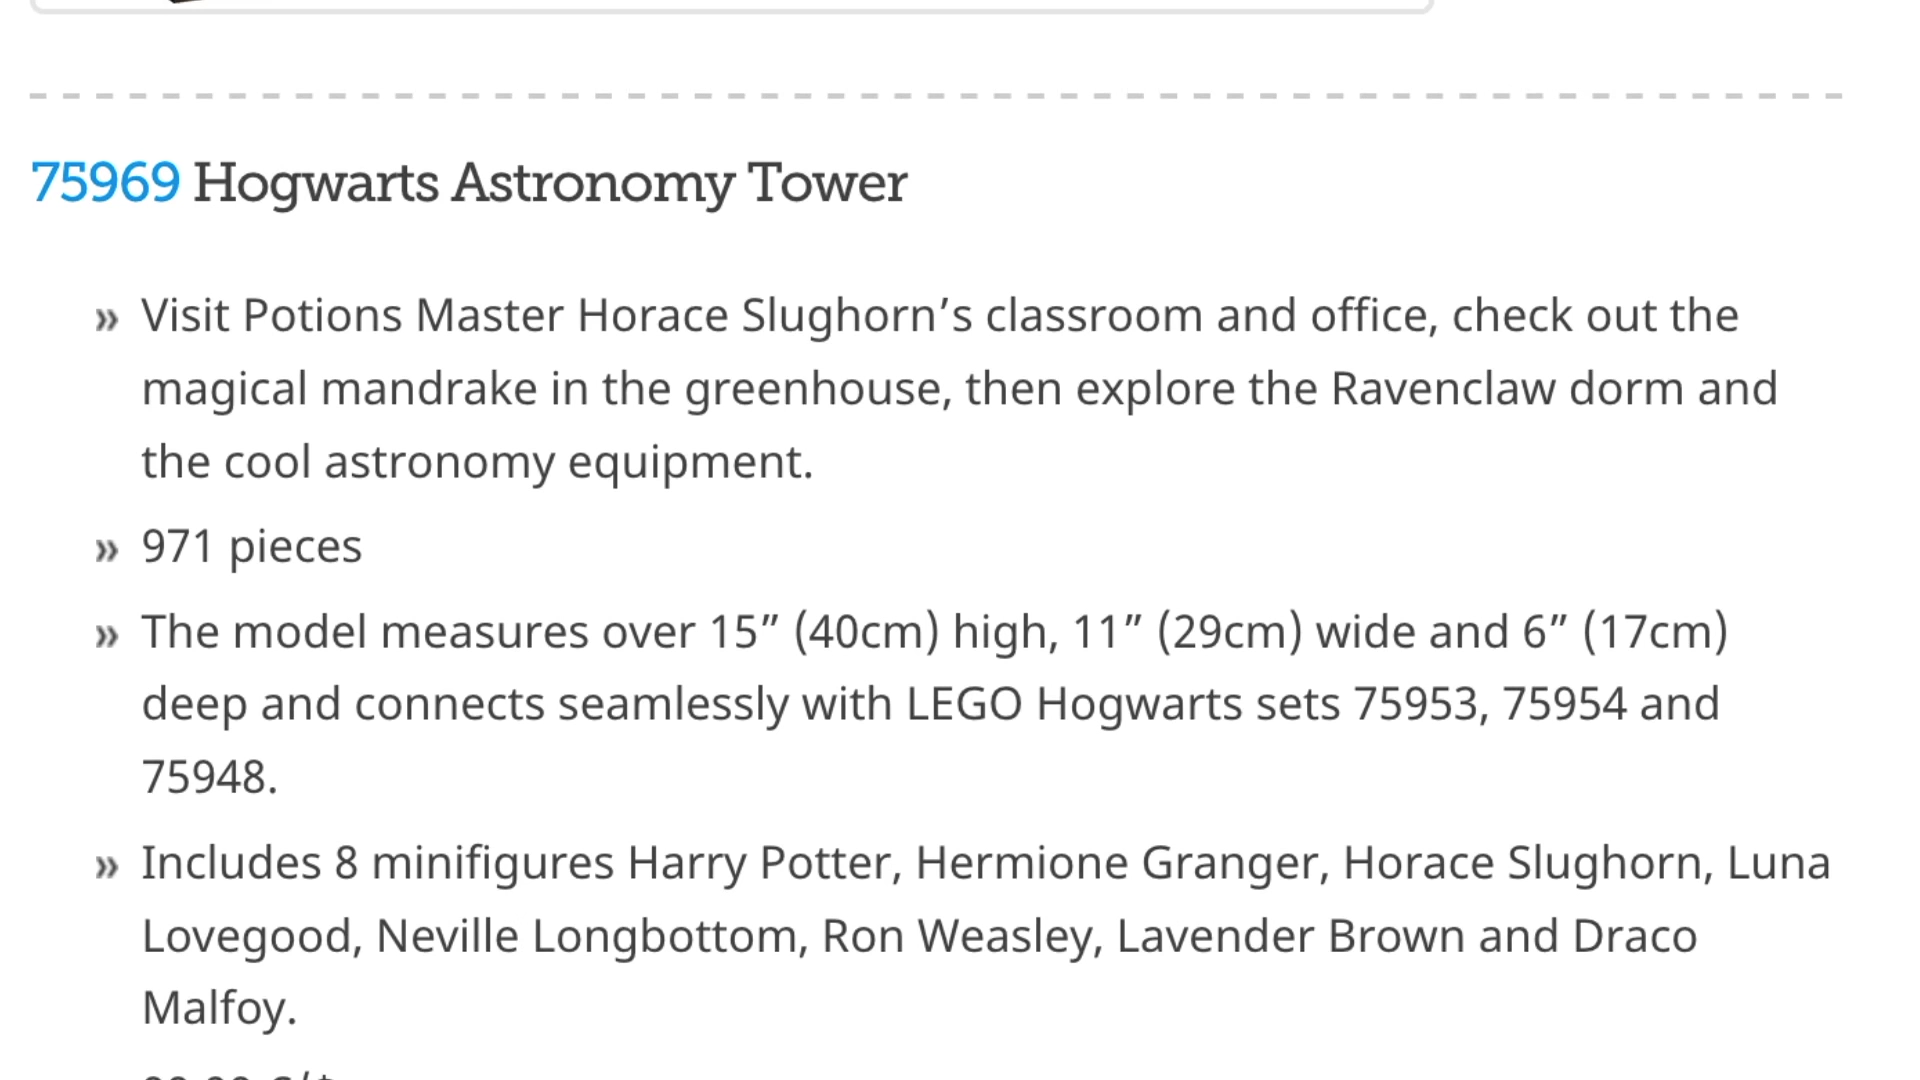 75969 Hogwarts Astronomy Tower
» Visit Potions Master Horace Slughorn’s classroom and office, check out the
magical mandrake in the greenhouse, then explore the Ravenclaw dorm and
the cool astronomy equipment.
» 971 pieces
» The model measures over 15” (40cm) high, 11” (29cm) wide and 6” (17cm)
deep and connects seamlessly with LEGO Hogwarts sets 75953, 75954 and
75948.
» Includes 8 minifigures Harry Potter, Hermione Granger, Horace Slughorn, Luna
Lovegood, Neville Longbottom, Ron Weasley, Lavender Brown and Draco
Malfoy.